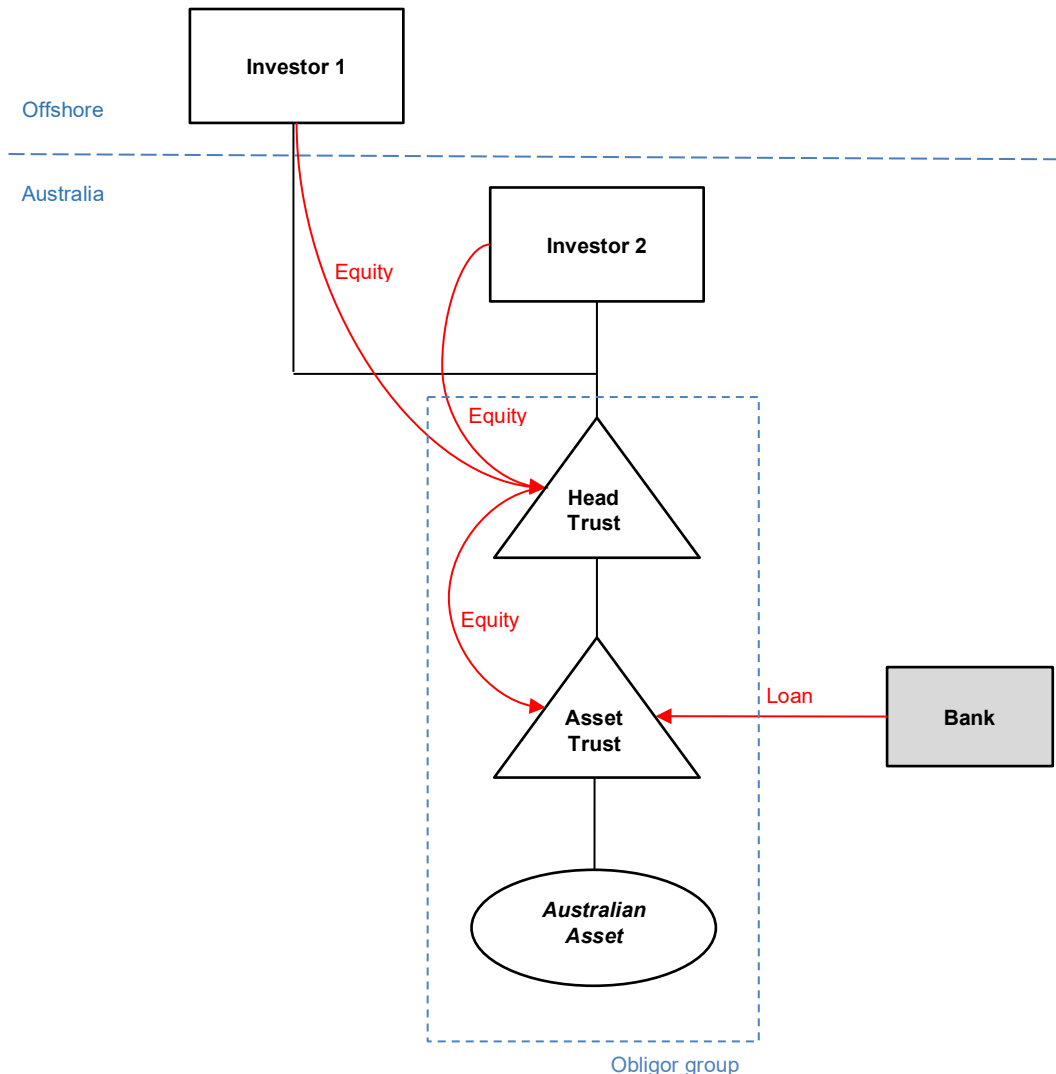 Investor 1
Offshore
Australia
Investor 2
Equity
Equity
Head
Trust
Equity
Loan
Asset
Trust
Bank
Australian
Asset
Obligor group